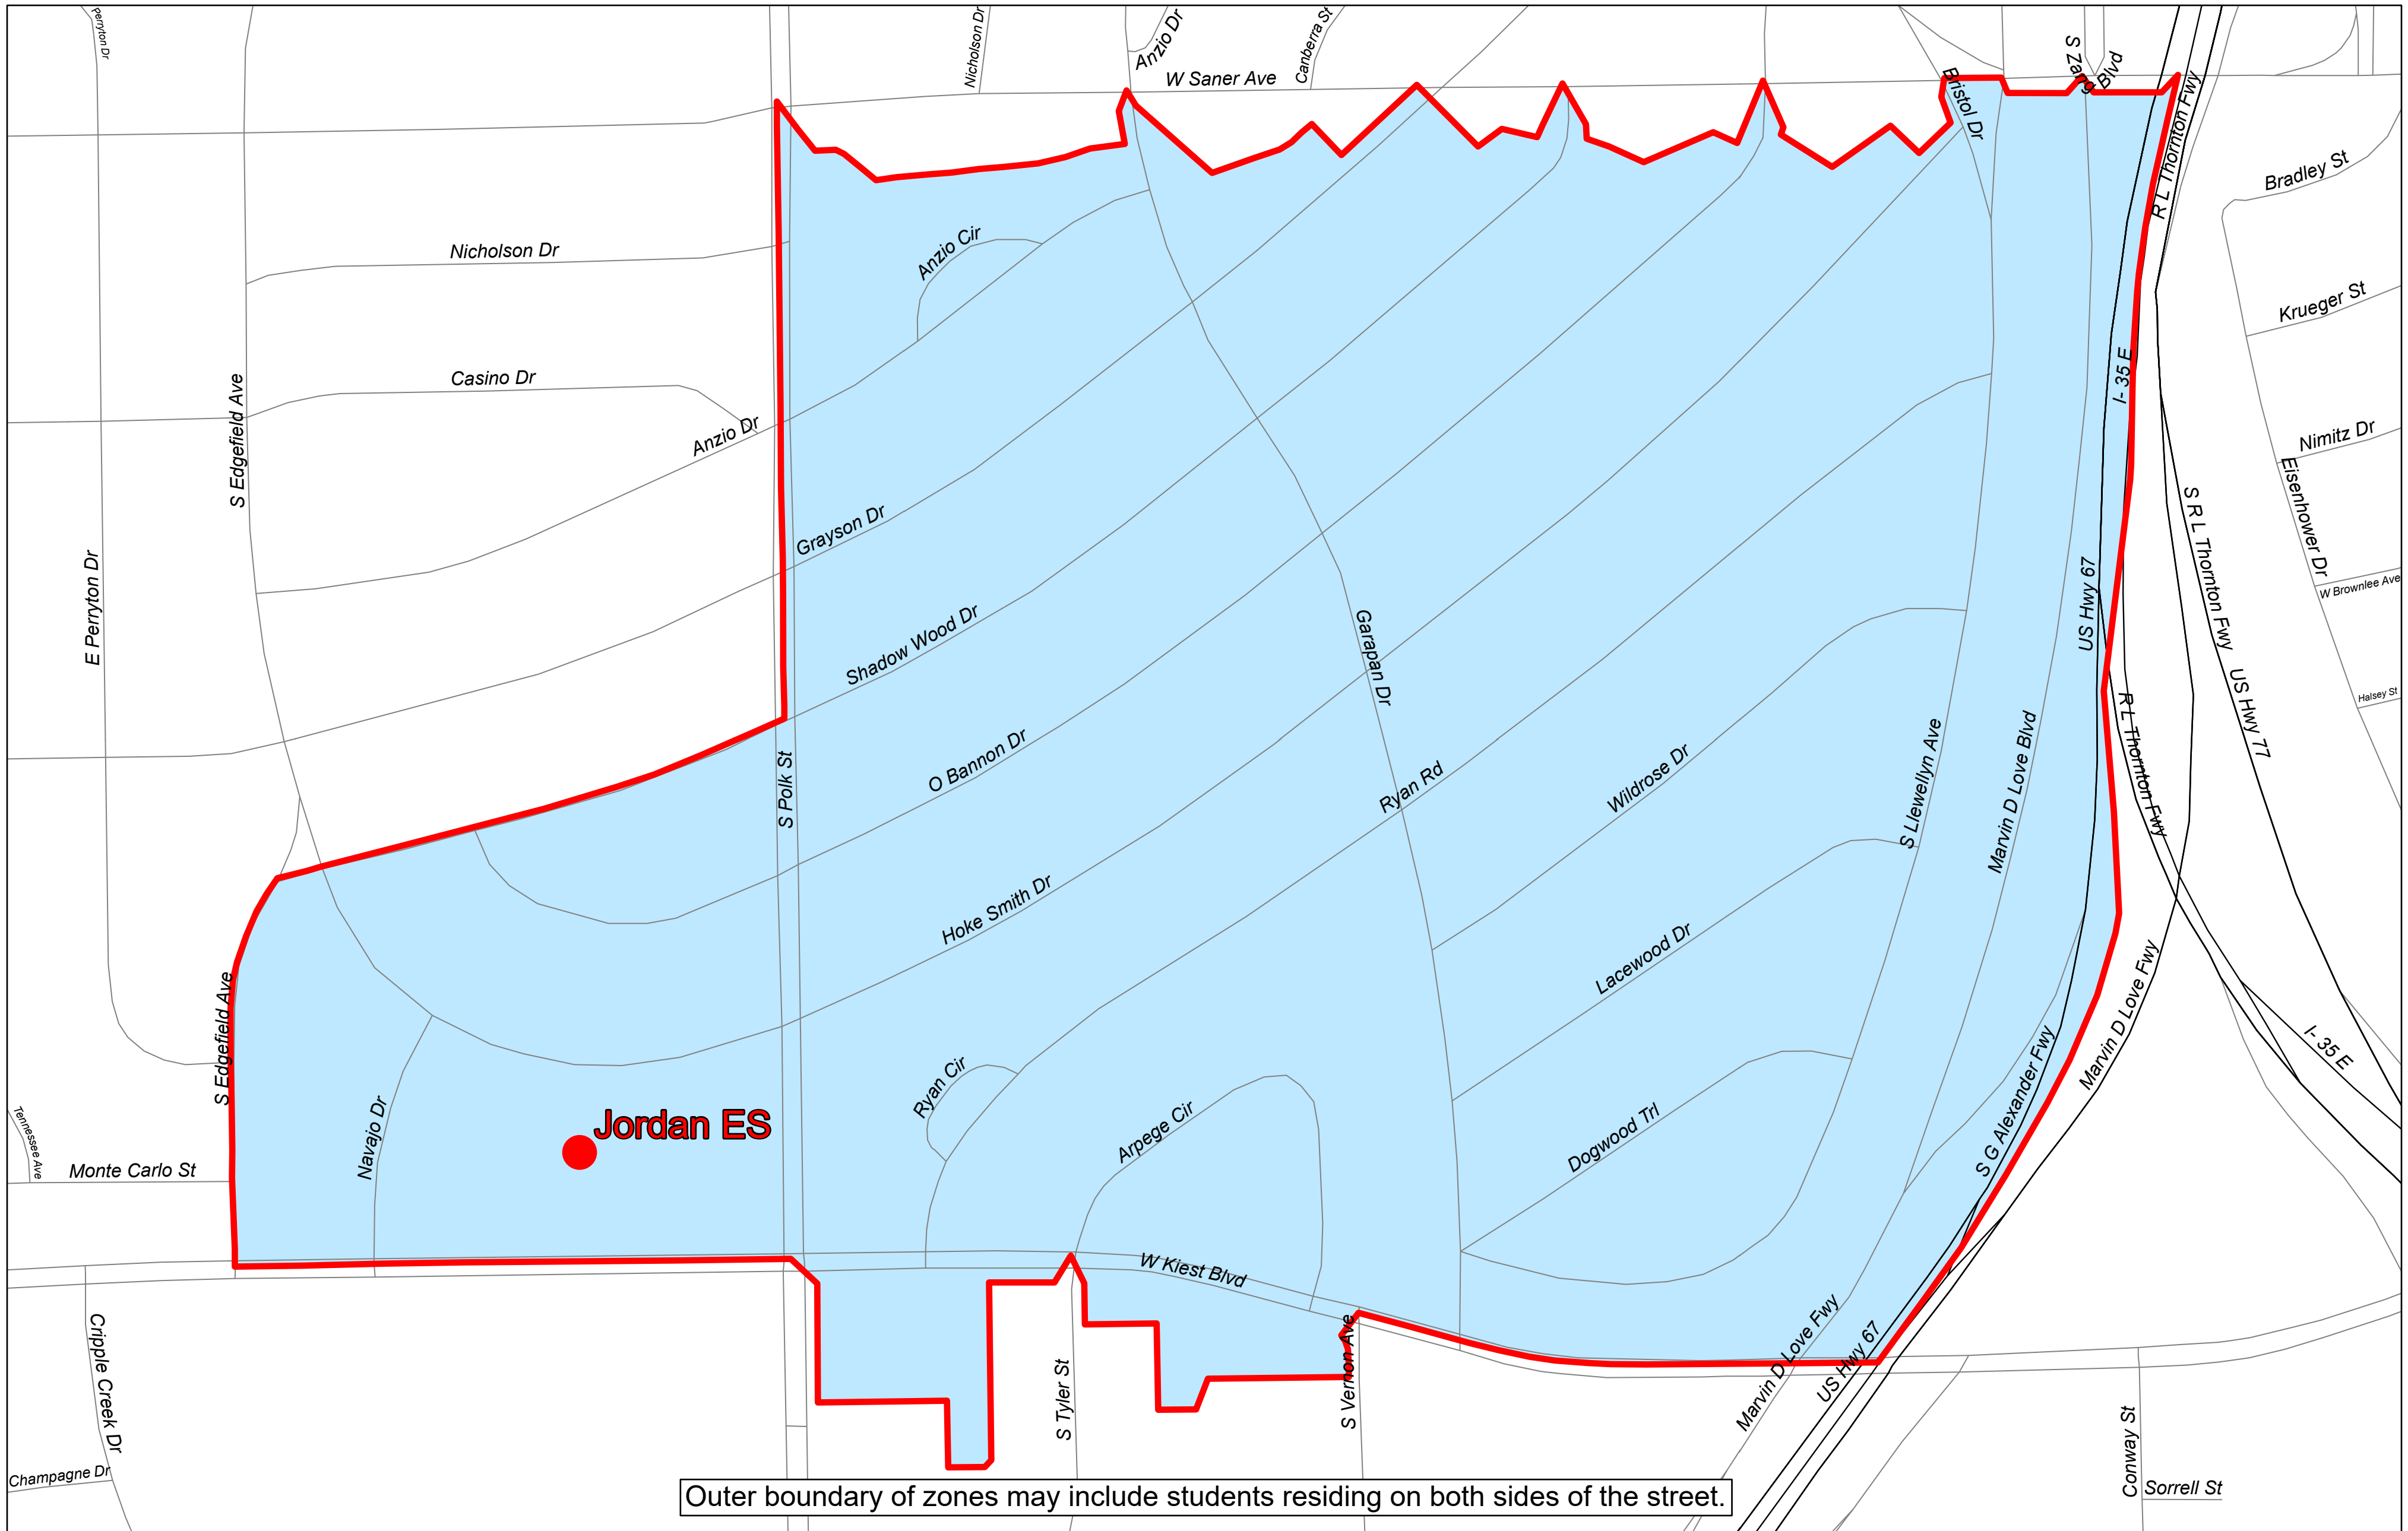 Perryton Dr
Nicholson Dr
Anzio Dr
Canberra St
W Saner Ave
S Zang Blvd
Bristol Dr
R L Thornton Fwy
Bradley St
Nicholson Dr
Anzio Cir
Krueger St
Casino Dr
S Edgefield Ave
Anzio Dr
I- 35 E
Nimitz Dr
Eisenhower Dr
Grayson Dr
S R L Thornton Fwy
US Hwy 77
W Brownlee Ave
E Perryton Dr
Shadow Wood Dr
Garapan Dr
US Hwy 67
Halsey St
S Polk St
O Bannon Dr
Ryan Rd
Wildrose Dr
S Llewellyn Ave
Marvin D Love Blvd
R L Thornton Fwy
Hoke Smith Dr
Lacewood Dr
S Edgefield Ave
Marvin D Love Fwy
I- 35 E
Ryan Cir
Arpege Cir
Navajo Dr
Jordan ES
Dogwood Trl
S G Alexander Fwy
Tennessee Ave
Monte Carlo St
W Kiest Blvd
Cripple Creek Dr
S Tyler St
S Vernon Ave
Marvin D Love Fwy
US Hwy 67
Conway St
Champagne Dr
Sorrell St
Outer boundary of zones may include students residing on both sides of the street.